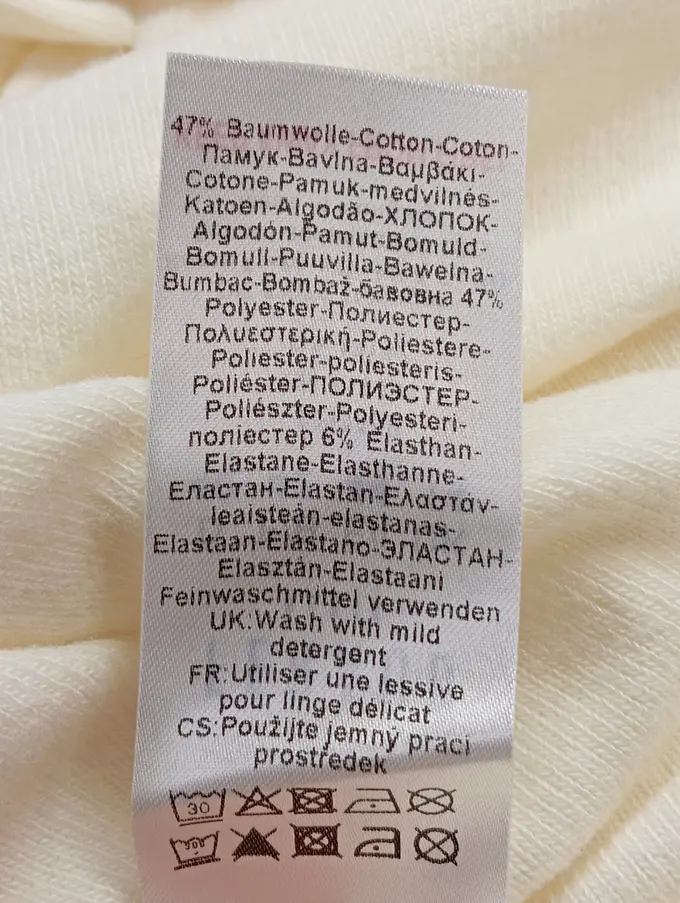 47% Baumwolle-Cotton-Coton-
Памук-Bavlna-Βαμβάκι-
Cotone-Pamuk-medvilnės-
Katoen-Algodão-ХЛОПОК-
Algodón-Pamut-Bomuld-
Bomull-Puuvilla-Bawelna-
Bumbac-Bombaž-бавовна 47%
Polyester-Полиестер-
Πολυεστερική-Poliestere-
Poliester-poliesteris-
Poliéster-ПОЛИЭСТЕР-
Poliészter-Polyesteri-
поліестер 6% Elasthan-
Elastane-Elasthanne-
Еластан-Elastan-Ελαστάν-
leaisteán-elastanas-
Elastaan-Elastano-ЭЛАСТАН-
Elasztán-Elastaani
Feinwaschmittel verwenden
UK:Wash with mild
detergent
FR:Utiliser une lessive
pour linge délicat
CS:Použijte jemný prací
prostředek
30